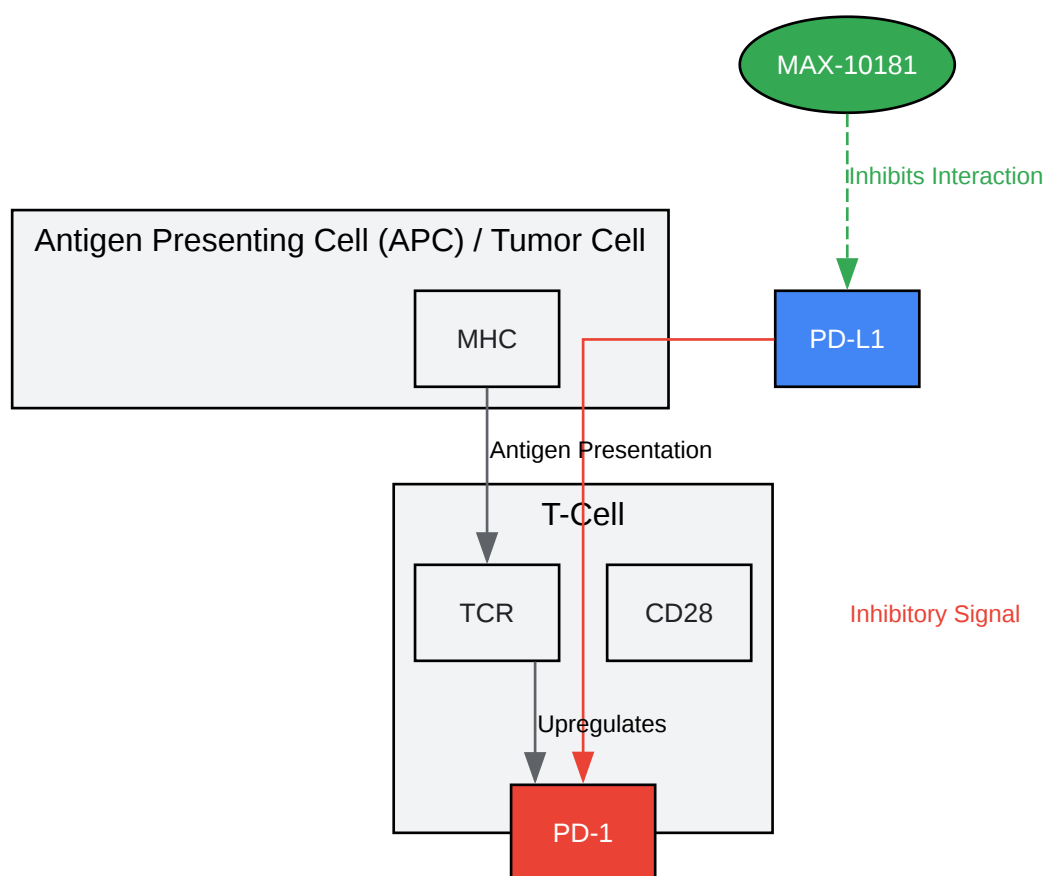 MAX-10181
Inhibits Interaction
Antigen Presenting Cell (APC) / Tumor Cell
MHC
PD-L1
Antigen Presentation
T-Cell
TCR
CD28
Inhibitory Signal
Upregulates
PD-1